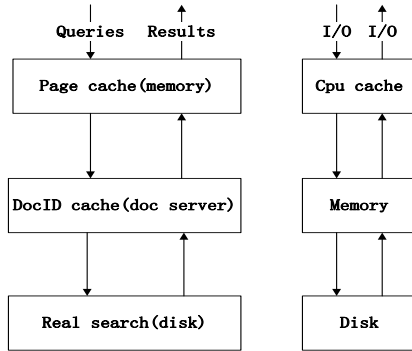 Queries Results
Page cache(memory)
DocID cache(doc server)
Real search(disk)
I/O I/O
Cpu cache
Memory
Disk